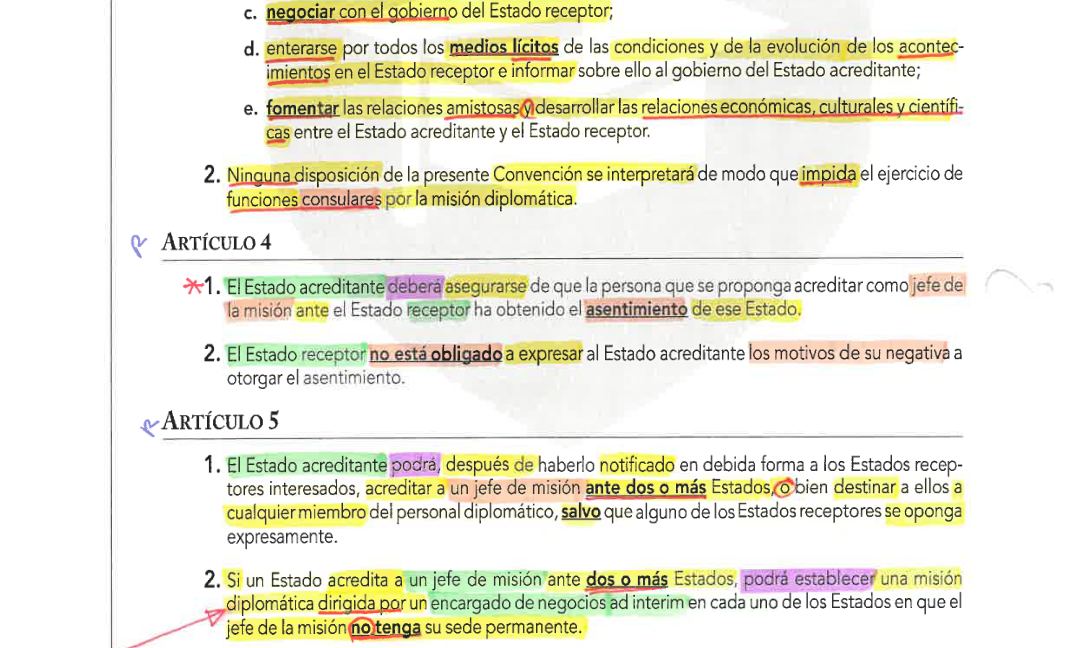 c. negociar con el gobierno del Estado receptor;
d. enterarse por todos los medios lícitos de las condiciones y de la evolución de los acontec-
imientos en el Estado receptor e informar sobre ello al gobierno del Estado acreditante;
e. fomentar las relaciones amistosas y desarrollar las relaciones económicas, culturales y científi-
cas entre el Estado acreditante y el Estado receptor.
2. Ninguna disposición de la presente Convención se interpretará de modo que impida el ejercicio de
funciones consulares por la misión diplomática.
ARTÍCULO 4
1. El Estado acreditante deberá asegurarse de que la persona que se proponga acreditar como jefe de
la misión ante el Estado receptor ha obtenido el asentimiento de ese Estado.
2. El Estado receptor no está obligado a expresar al Estado acreditante los motivos de su negativa a
otorgar el asentimiento.
ARTÍCULO 5
1. El Estado acreditante podrá, después de haberlo notificado en debida forma a los Estados recep-
tores interesados, acreditar a un jefe de misión ante dos o más Estados, o bien destinar a ellos a
cualquier miembro del personal diplomático, salvo que alguno de los Estados receptores se oponga
expresamente.
2. Si un Estado acredita a un jefe de misión ante dos o más Estados, podrá establecer una misión
diplomática dirigida por un encargado de negocios ad interim en cada uno de los Estados en que el
jefe de la misión no tenga su sede permanente.